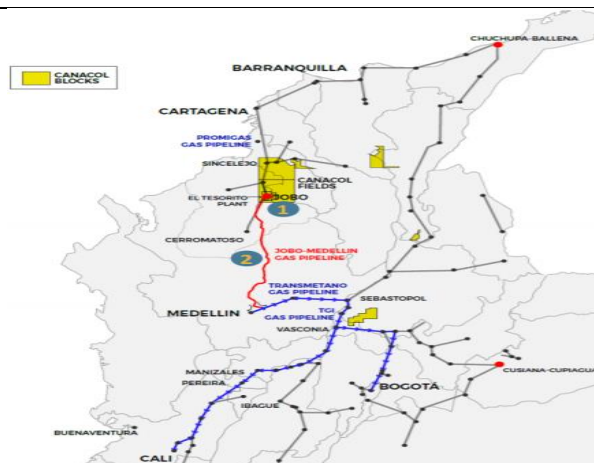 CHUCHUPA-BALLENA
BARRANQUILLA
CANACOL
BLOCKS
CARTAGENA
PROMIGAS
GAS PIPELINE
SINCELEJO
CANACOL
FIELDS
EL TESORITO
PLANT
JOBO
1
CERROMATOSO
JOBO-MEDELLIN
GAS PIPELINE
2
TRANSMETANO
GAS PIPELINE
SEBASTOPOL
MEDELLIN
TGI
GAS PIPELINE
VASCONIA
MANIZALES
PEREIRA
CUSIANA-CUPIAGUA
BOGOTÁ
IBAGUE
BUENAVENTURA
CALI